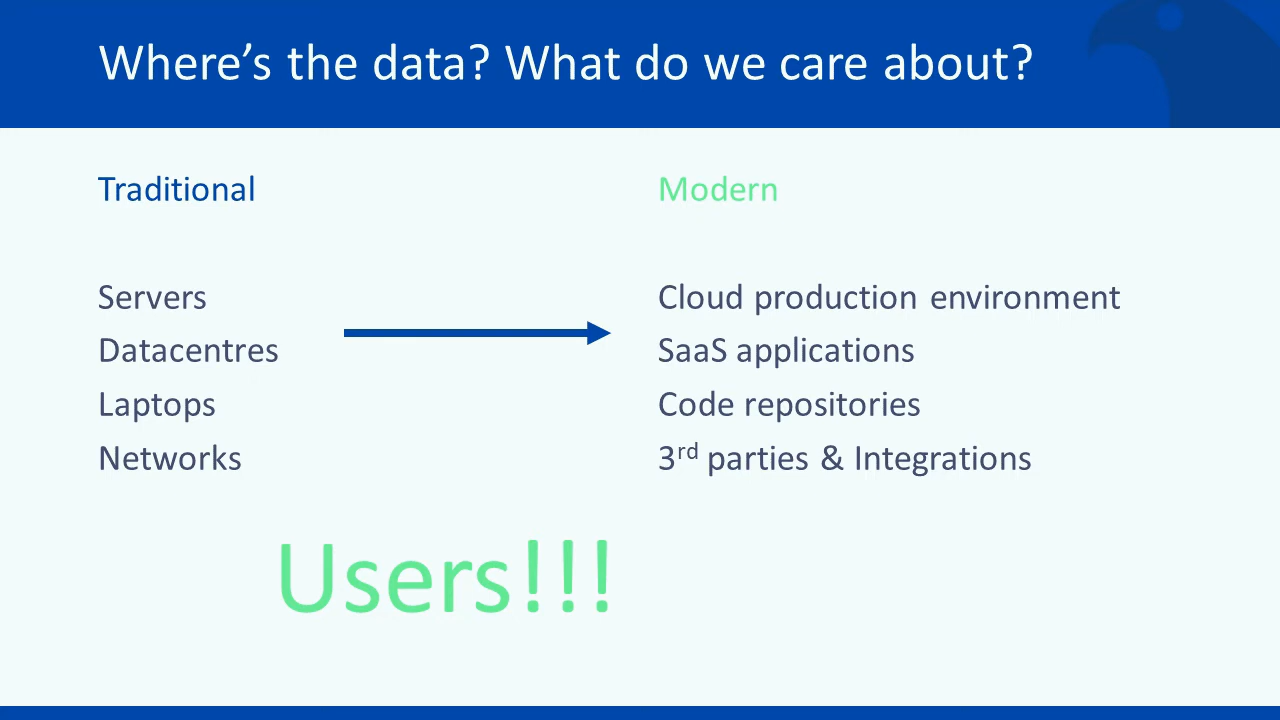 Where’s the data? What do we care about?
Traditional
Servers
Datacentres
Laptops
Networks
Modern
Cloud production environment
SaaS applications
Code repositories
3rd parties & Integrations
Users!!!